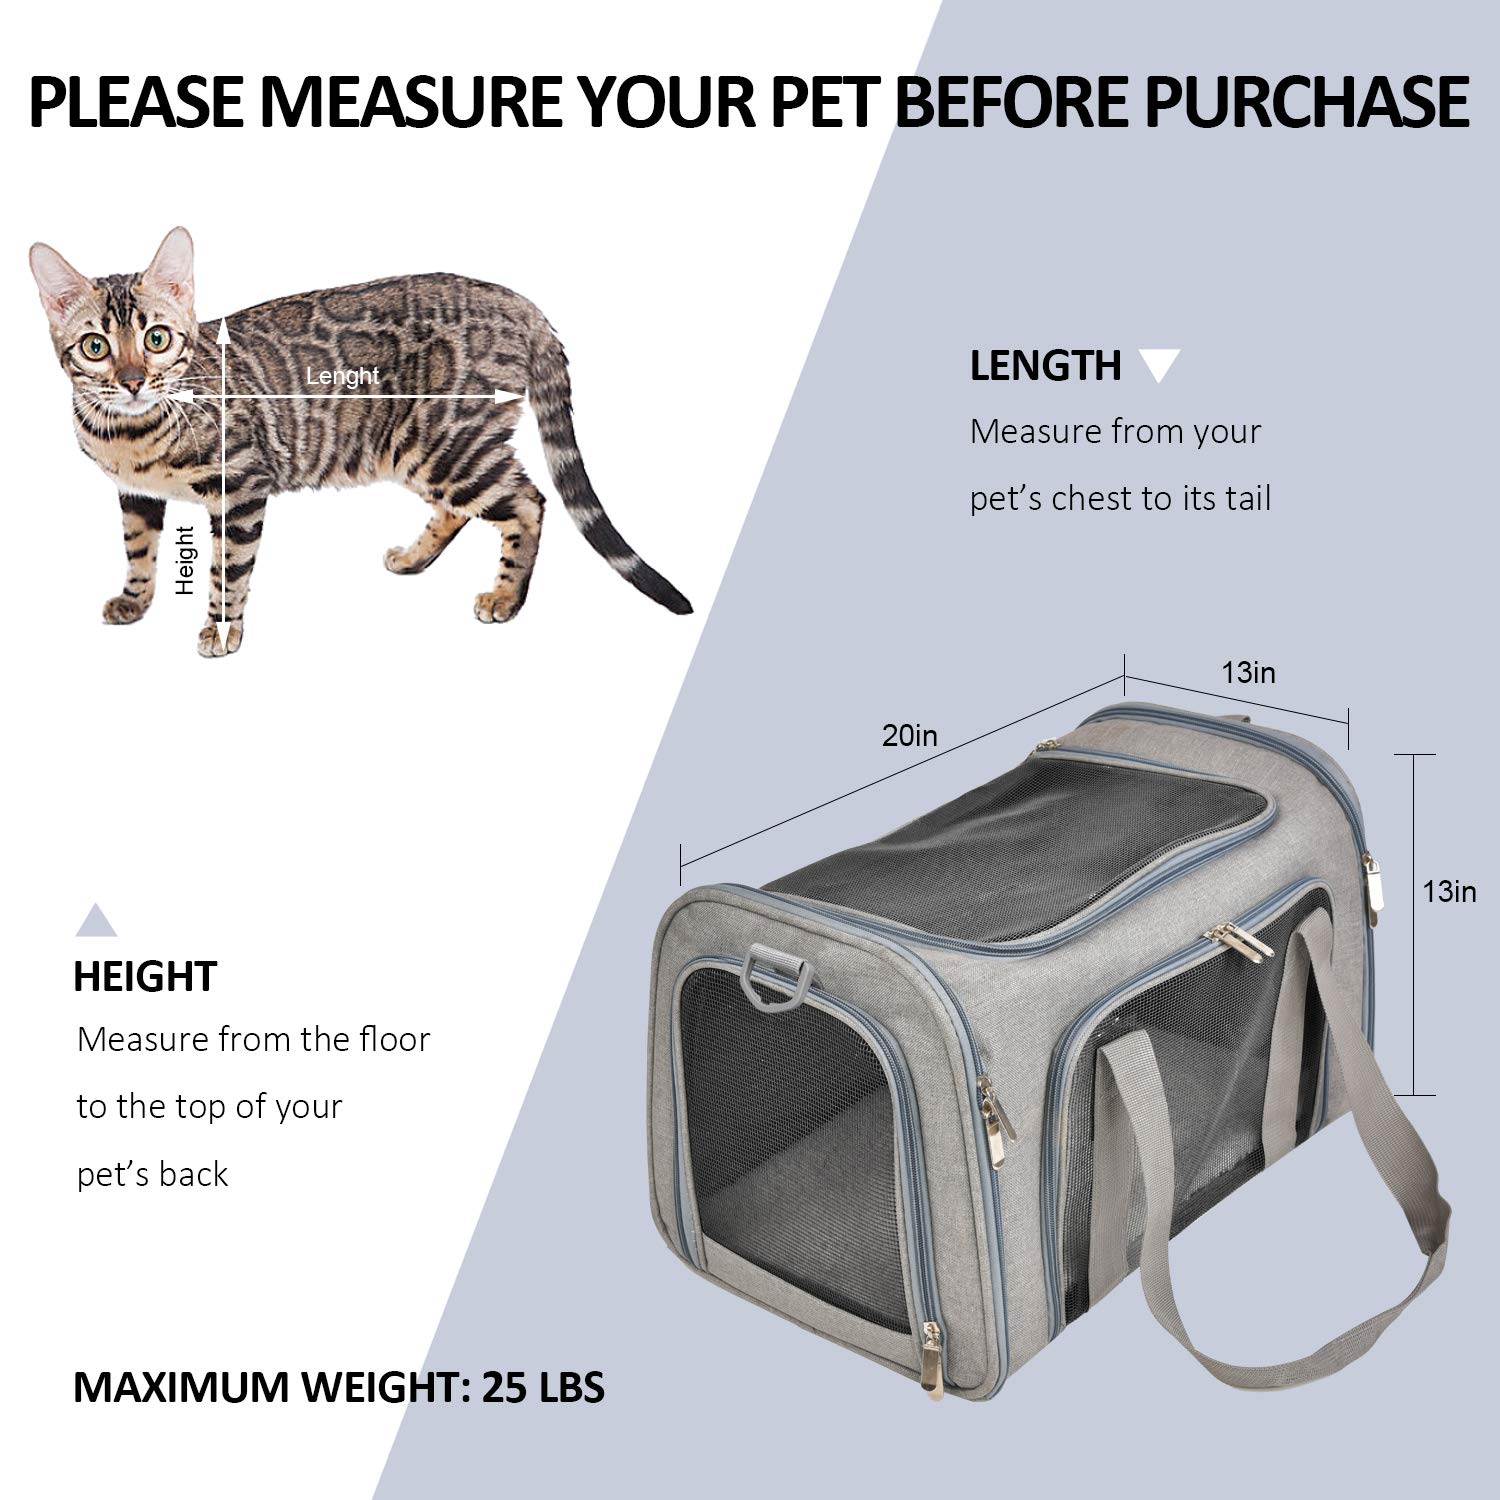 PLEASE MEASURE YOUR PET BEFORE PURCHASE
Lenght
Height
LENGTH
Measure from your
pet's chest to its tail
13in
20in
13in
HEIGHT
Measure from the floor
to the top of your
pet's back
MAXIMUM WEIGHT: 25 LBS